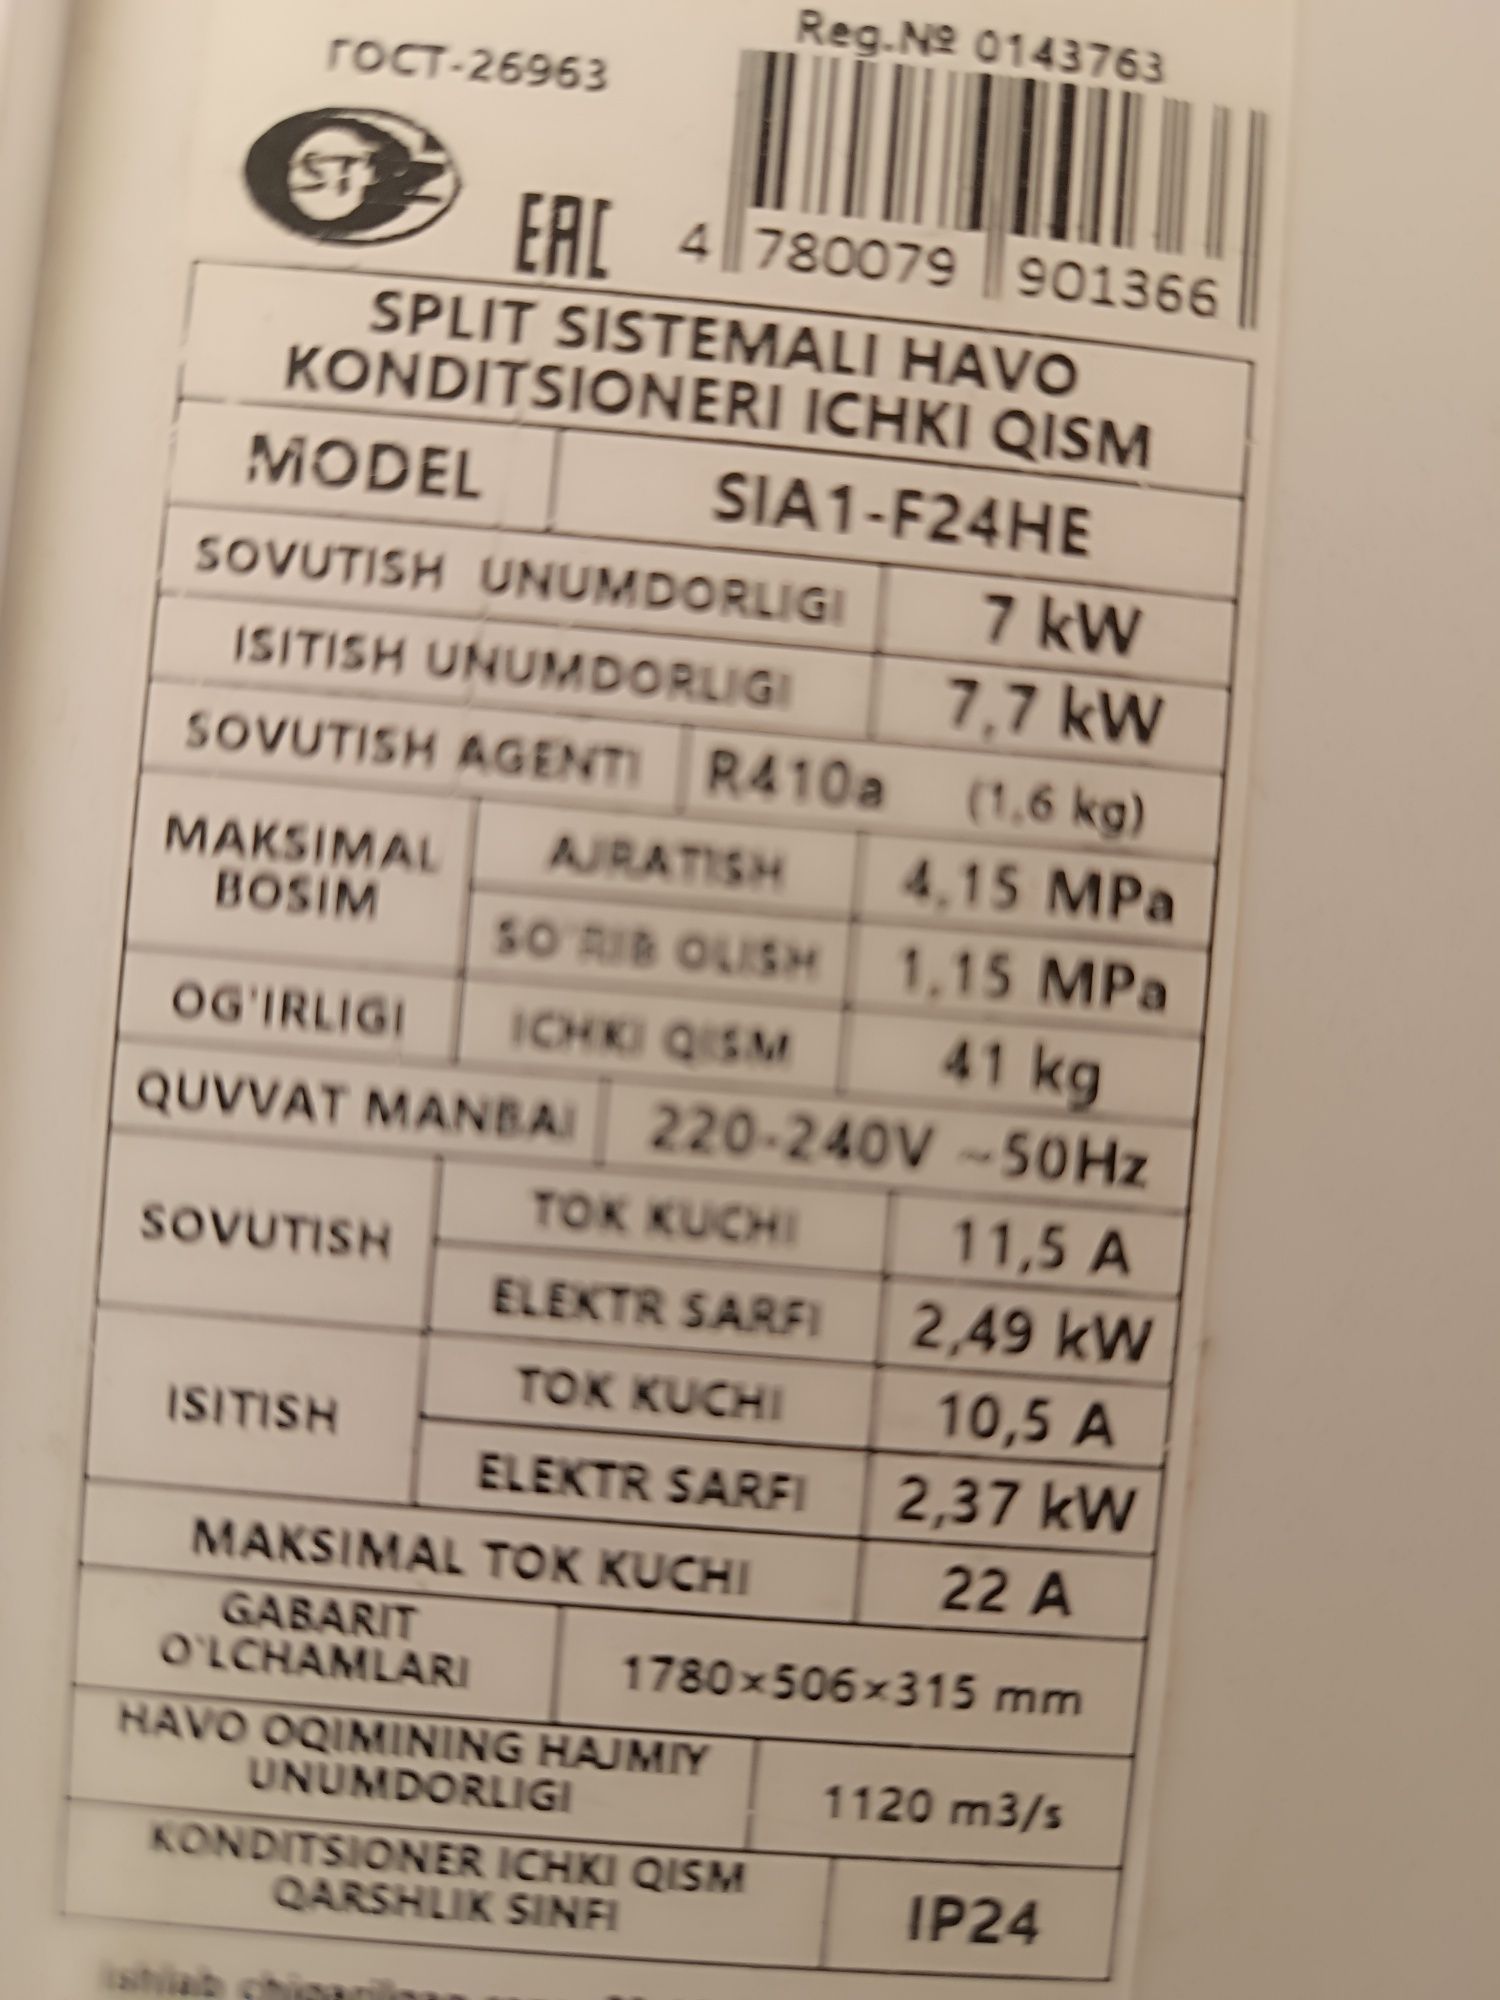 Reg.№ 0143763
ГОСТ-26963
ST
EAC
4 780079 901366
SPLIT SISTEMALI HAVO
KONDITSIONERI ICHKI QISM
MODEL SIA1-F24HE
SOVUTISH UNUMDORLIGI 7 kW
ISITISH UNUMDORLIGI 7,7 kW
SOVUTISH AGENTI R410a (1,6 kg)
MAKSIMAL
BOSIM
AJRATISH 4,15 MPa
SO'RIB OLISH 1,15 MPa
OG'IRLIGI ICHKI QISM 41 kg
QUVVAT MANBAI 220-240V ~50Hz
SOVUTISH
TOK KUCHI 11,5 A
ELEKTR SARFI 2,49 kW
ISITISH
TOK KUCHI 10,5 A
ELEKTR SARFI 2,37 kW
MAKSIMAL TOK KUCHI 22 A
GABARIT
O'LCHAMLARI
1780×506×315 mm
HAVO OQIMINING HAJMIY
UNUMDORLIGI
1120 m3/s
KONDITSIONER ICHKI QISM
QARSHLIK SINFI
IP24
Ishlab